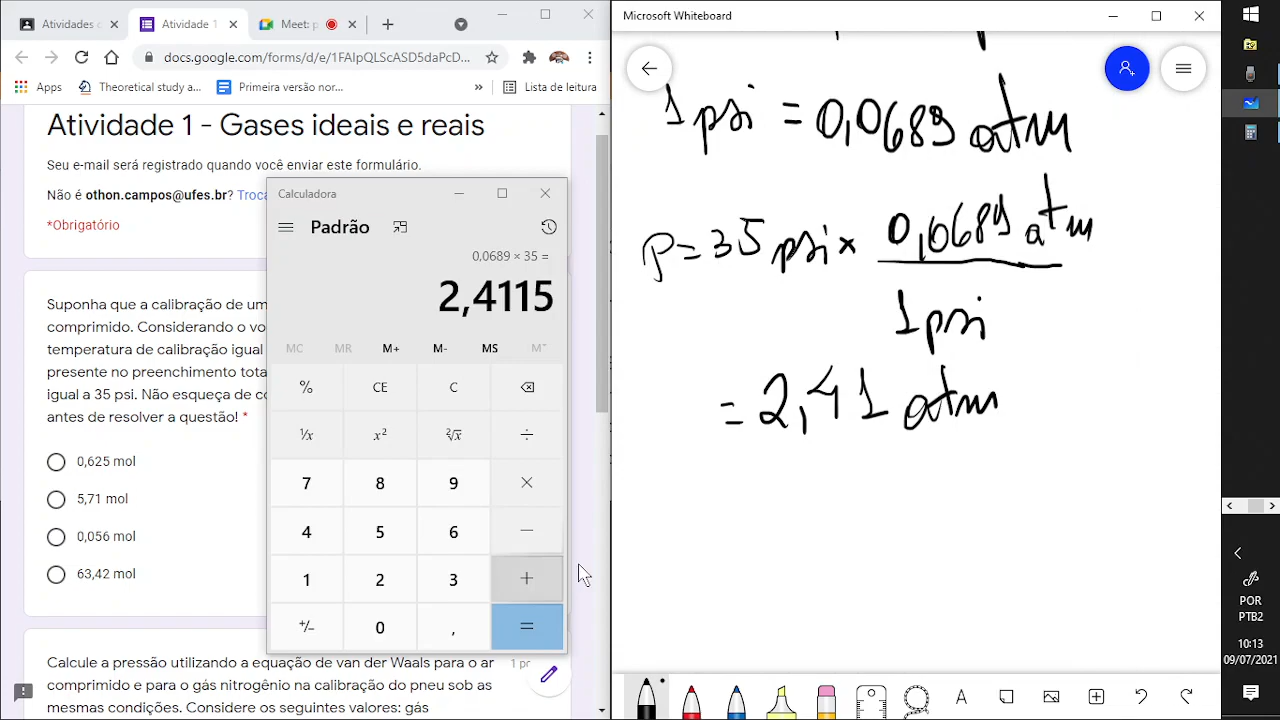 Atividades d
Atividade 1
Meet: p
docs.google.com/forms/d/e/1FAIpQLScASD5daPcD...
Apps
Theoretical study a...
Primeira vervo nor...
»
Lista de leitura
Atividade 1 - Gases ideais e reais
Seu e-mail será registrado quando você enviar este formulário.
Não é othon.campos@ufes.br? Troca
*Obrigatório
Suponha que a calibração de um
comprimido. Considerando o vo
temperatura de calibração igual
presente no preenchimento tota
igual a 35 psi. Não esqueça de co
antes de resolver a questão! *
0,625 mol
5,71 mol
0,056 mol
63,42 mol
Calcule a pressão utilizando a equação de van der Waals para o ar
1 pr
comprimido e para o gás nitrogênio na calibração do pneu sob as
mesmas condições. Considere os seguintes valores: gás
Calculadora
Padrão
0,0689 × 35 =
2,4115
MC MR M+ M- MS M˅
% CE C
¹/x x² ²√x ÷
7 8 9 ×
4 5 6 −
1 2 3 +
+/- 0 , =
Microsoft Whiteboard
1 psi = 0,0689 atm
P = 35 psi × 0,0689 atm
1 psi
= 2,41 atm
A
POR
PTB2
10:13
09/07/2021